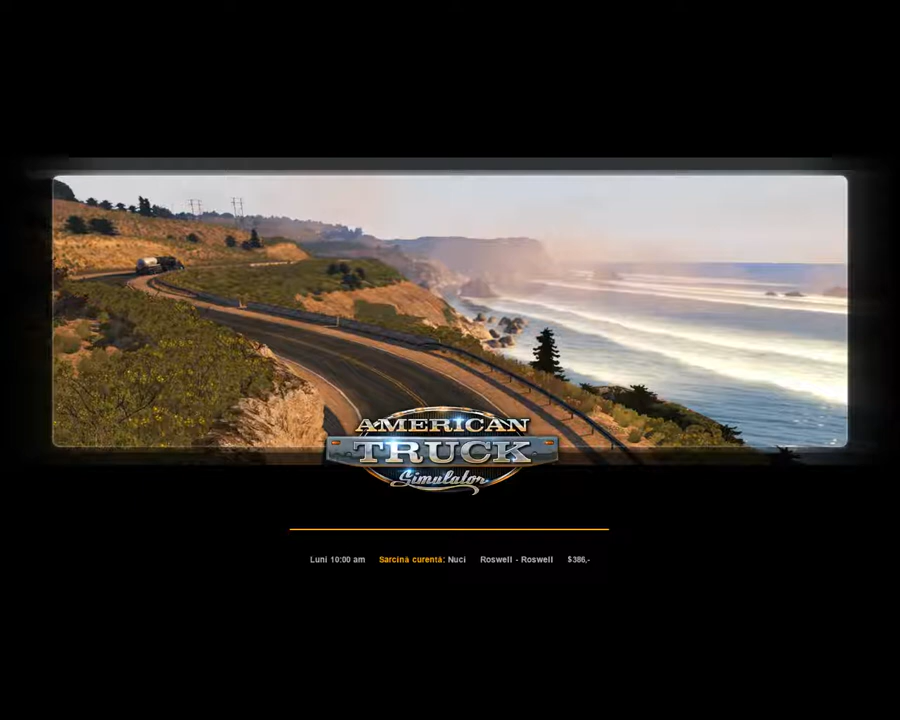 AMERICAN
TRUCK
Simulator
Luni 10:00 am Sarcină curentă: Nuci Roswell - Roswell $386,-